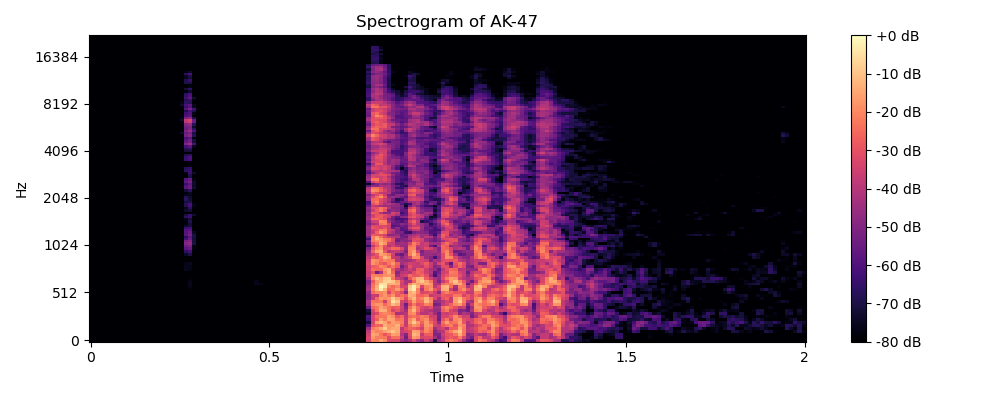 Spectrogram of AK-47
Hz
16384
8192
4096
2048
1024
512
0
0 0.5 1 1.5 2
Time
+0 dB
-10 dB
-20 dB
-30 dB
-40 dB
-50 dB
-60 dB
-70 dB
-80 dB